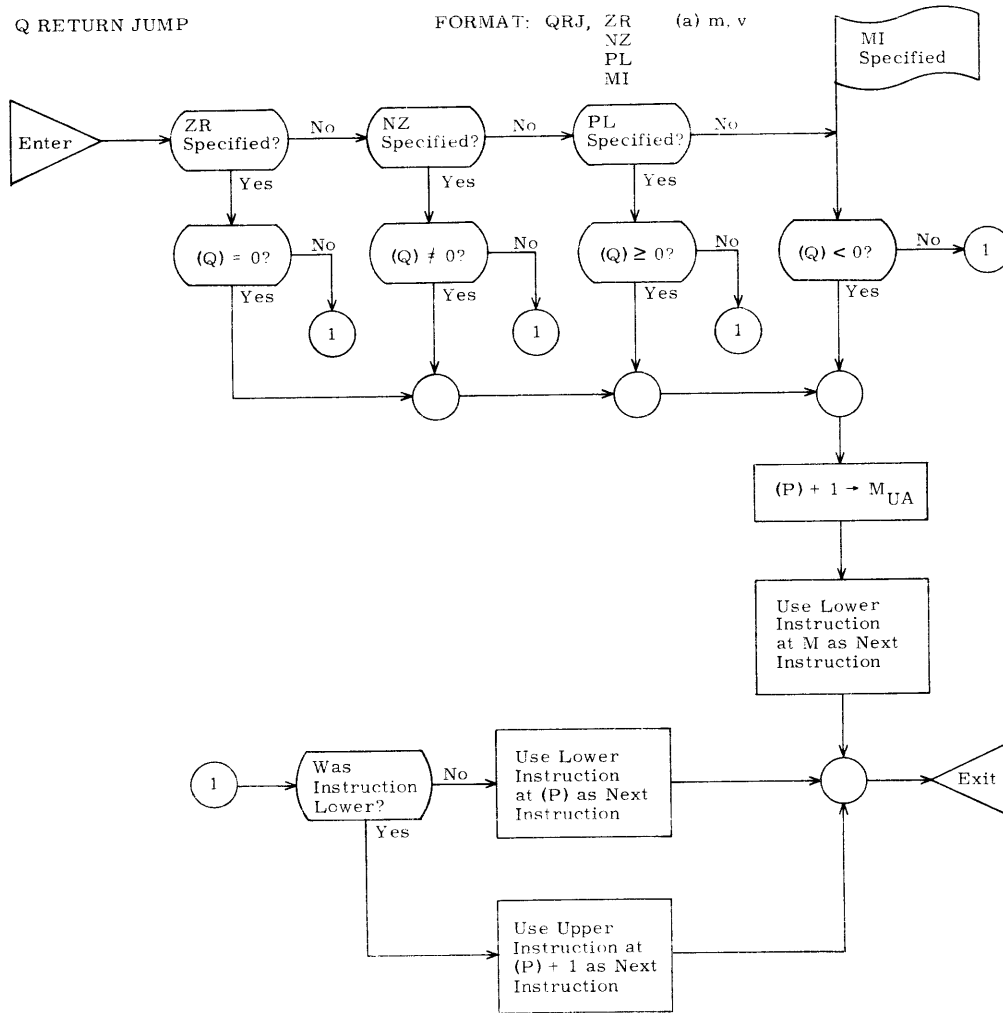 Q RETURN JUMP
FORMAT: QRJ, ZR (a) m, v
NZ
PL
MI
MI
Specified
Enter
ZR
Specified?
No
NZ
Specified?
No
PL
Specified?
No
Yes
Yes
Yes
(Q) = 0?
No
(Q) ≠ 0?
No
(Q) ≥ 0?
No
(Q) < 0?
No
1
Yes
Yes
Yes
Yes
1
1
1
(P) + 1 → M UA
Use Lower
Instruction
at M as Next
Instruction
1
Was
Instruction
Lower?
No
Use Lower
Instruction
at (P) as Next
Instruction
Exit
Yes
Use Upper
Instruction at
(P) + 1 as Next
Instruction